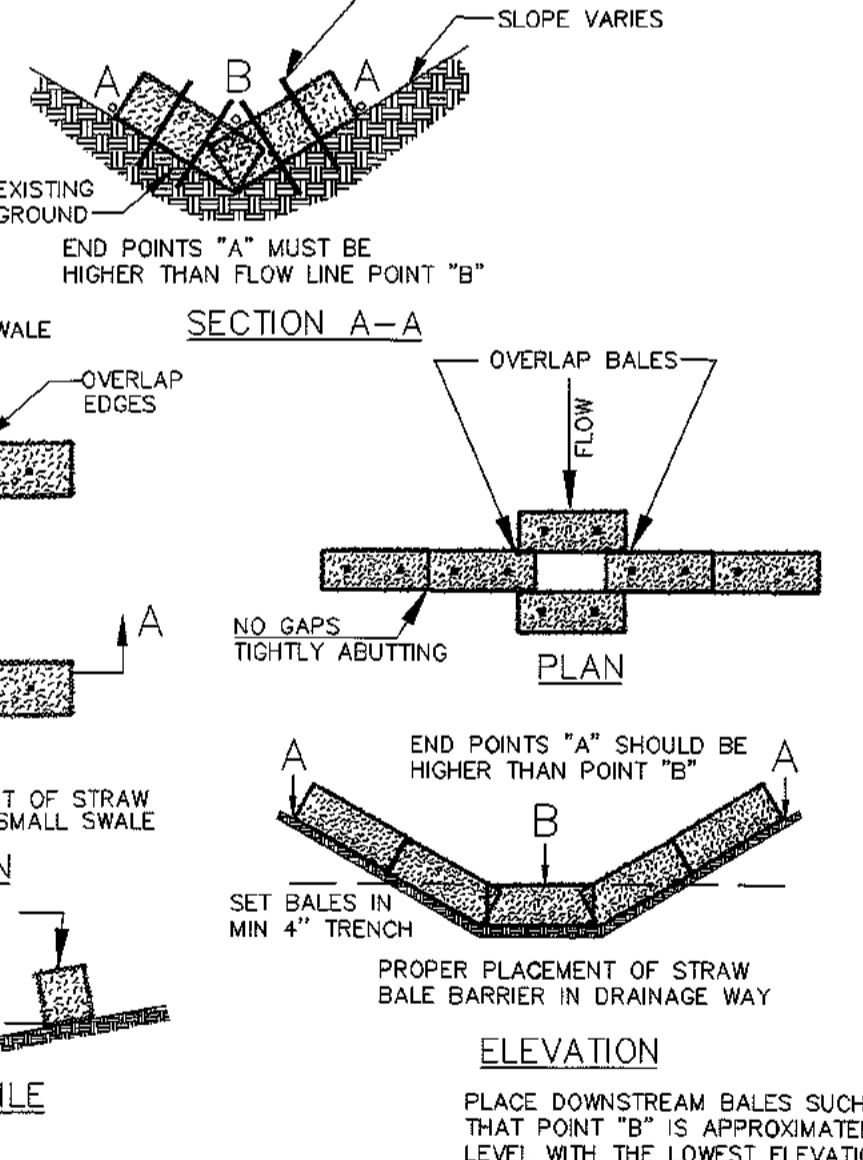 SLOPE VARIES
A B A
EXISTING
GROUND
END POINTS "A" MUST BE
HIGHER THAN FLOW LINE POINT "B"
SECTION A-A
OVERLAP
EDGES
OVERLAP BALES
FLOW
A
NO GAPS
TIGHTLY ABUTTING
PLAN
T OF STRAW
SMALL SWALE
N
END POINTS "A" SHOULD BE
HIGHER THAN POINT "B"
A
A
B
SET BALES IN
MIN 4" TRENCH
PROPER PLACEMENT OF STRAW
BALE BARRIER IN DRAINAGE WAY
ELEVATION
PLACE DOWNSTREAM BALES SUCH
THAT POINT "B" IS
LEVEL WITH THE LOWEST